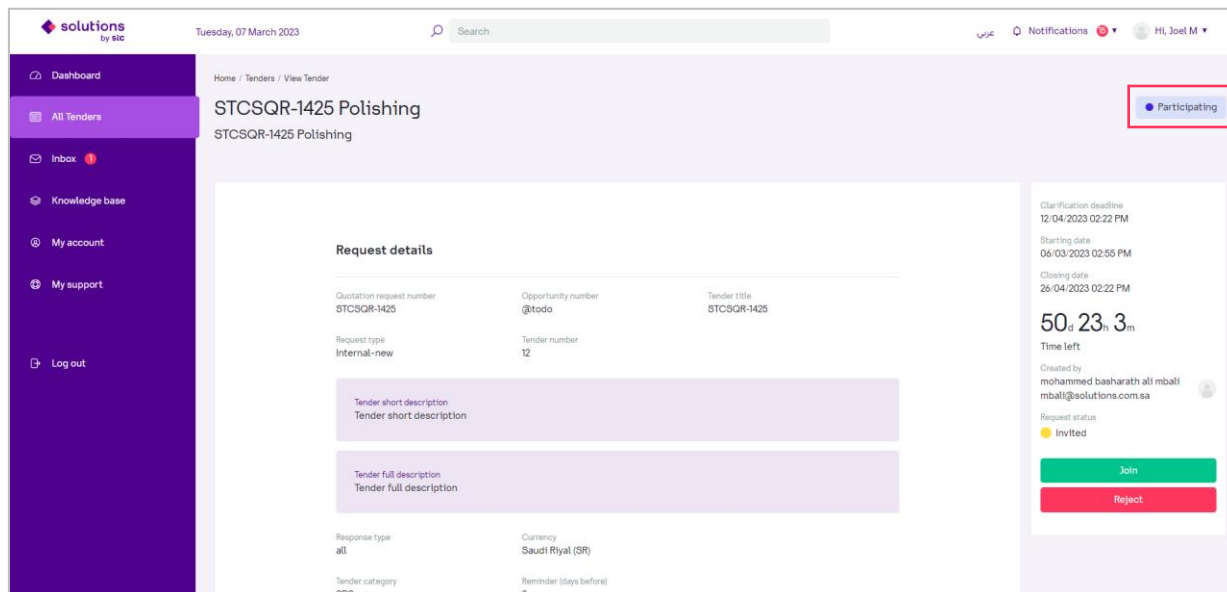 solutions
by stc
Tuesday, 07 March 2023
Search
عربي
Notifications 15
Hi, Joel M
Dashboard
All Tenders
Inbox 1
Knowledge base
My account
My support
Log out
Home / Tenders / View Tender
STCSQR-1425 Polishing
STCSQR-1425 Polishing
Participating
Request details
Quotation request number
STCSQR-1425
Opportunity number
@todo
Tender title
STCSQR-1425
Request type
Internal-new
Tender number
12
Tender short description
Tender short description
Tender full description
Tender full description
Response type
all
Currency
Saudi Riyal (SR)
Tender category
Reminder (days before)
Clarification deadline
12/04/2023 02:22 PM
Starting date
06/03/2023 02:55 PM
Closing date
26/04/2023 02:22 PM
50d 23h 3m
Time left
Created by
mohammed basharath ali mbali
mbali@solutions.com.sa
Request status
Invited
Join
Reject